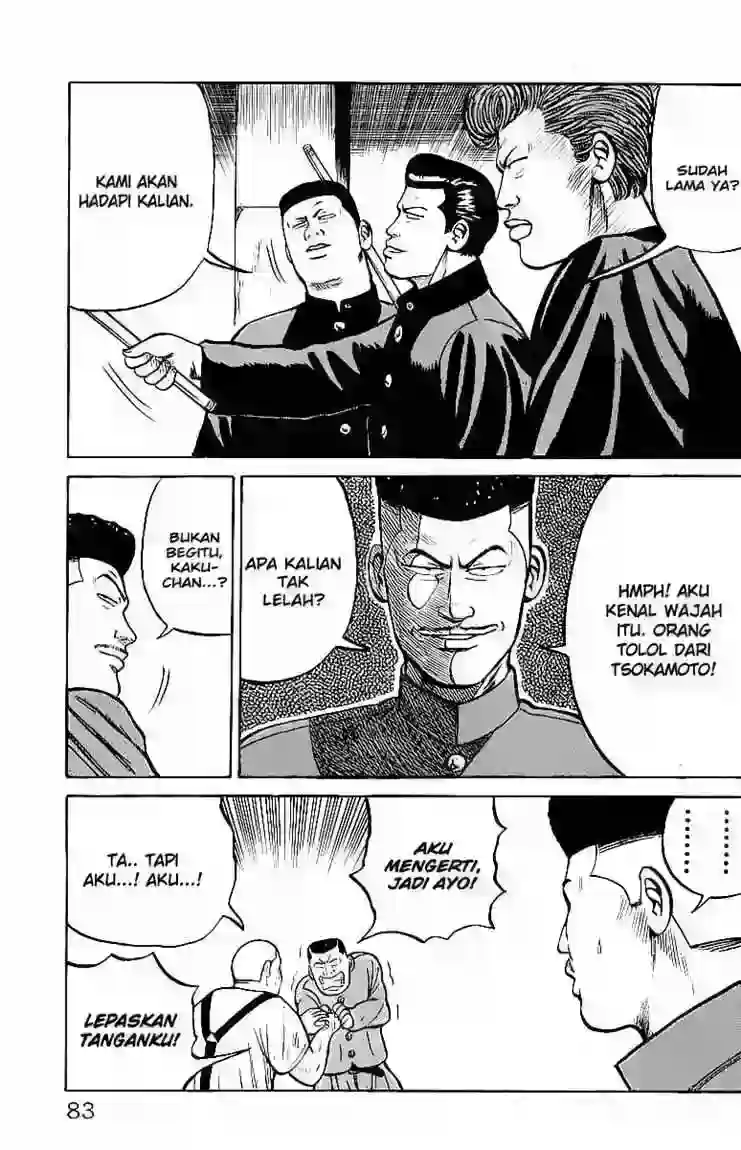 SUDAH
LAMA YA?
KAMI AKAN
HADAPI KALIAN.
HMPH! AKU
KENAL WAJAH
ITU. ORANG
TOLOL DARI
TSOKAMOTO!
APA KALIAN
TAK
LELAH?
BUKAN
BEGITU,
KAKU-
CHAN...?
AKU
MENGERTI,
JADI AYO!
TA.. TAPI
AKU...! AKU...!
LEPASKAN
TANGANKU!
83